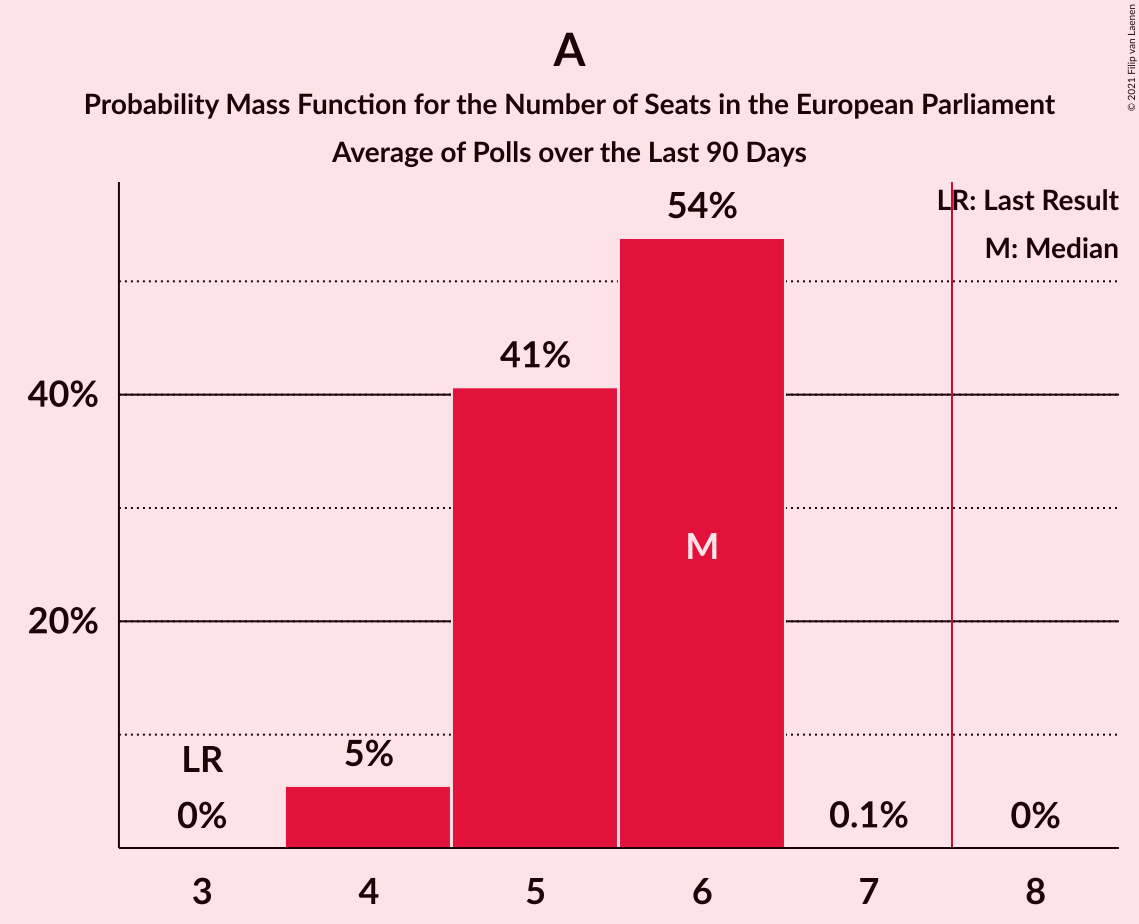 A
Probability Mass Function for the Number of Seats in the European Parliament
Average of Polls over the Last 90 Days
© 2021 Filip van Laenen
LR: Last Result
M: Median
54%
41%
40%
M
20%
LR
5%
0%
0.1%
0%
3 4 5 6 7 8